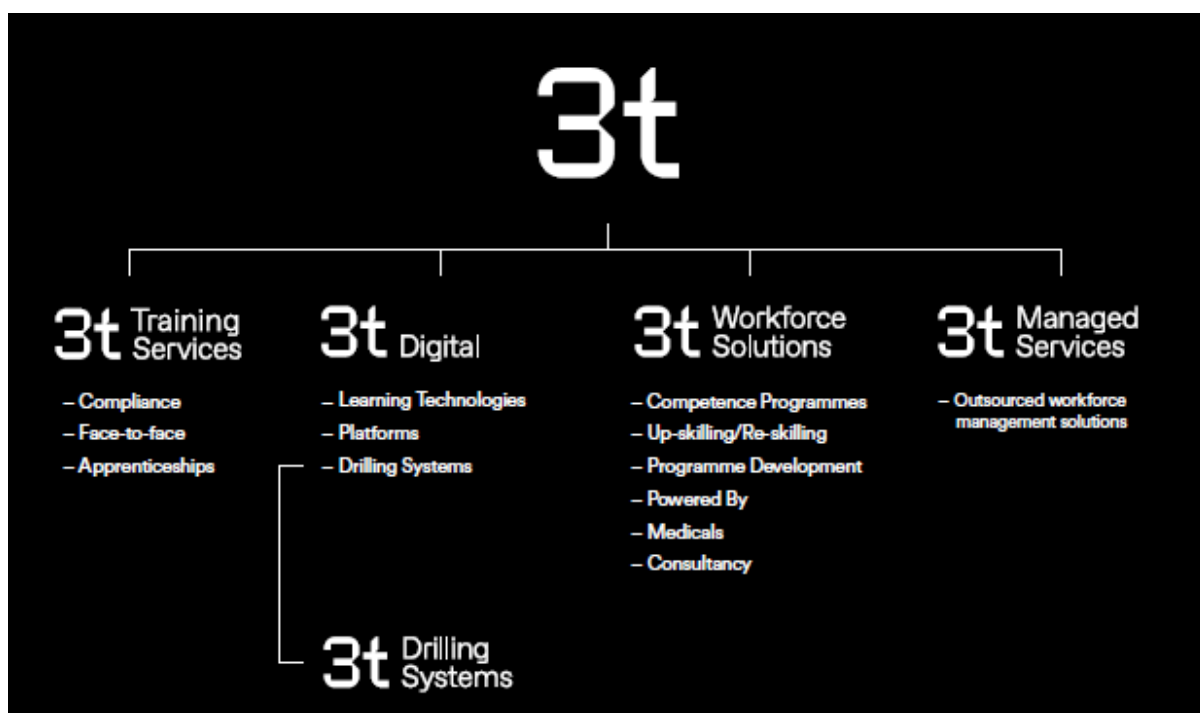 3t
3t Training
Services
– Compliance
– Face-to-face
– Apprenticeships
3t Digital
– Learning Technologies
– Platforms
– Drilling Systems
3t Drilling
Systems
3t Workforce
Solutions
– Competence Programmes
– Up-skilling/Re-skilling
– Programme Development
– Powered By
– Medicals
– Consultancy
3t Managed
Services
– Outsourced workforce
management solutions